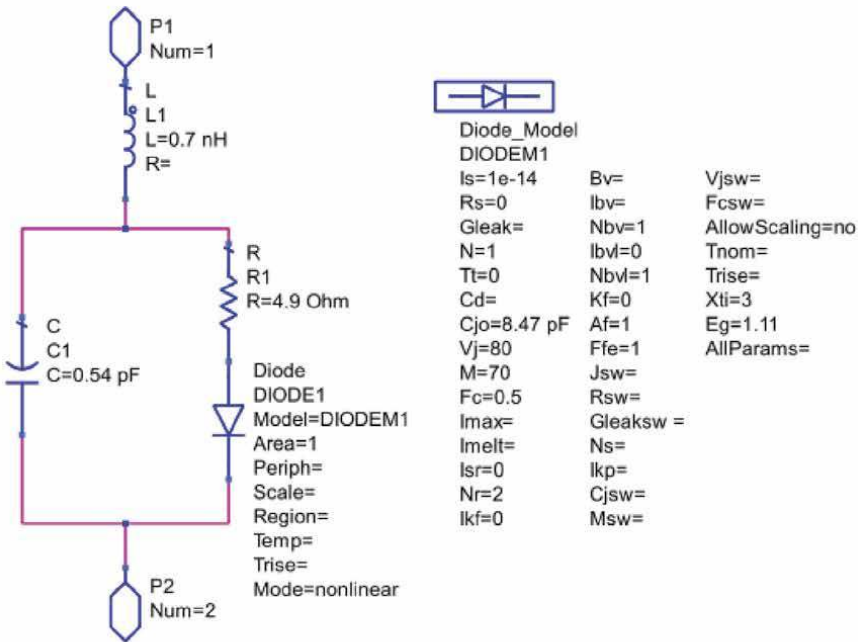 P1
Num=1
L
L1
L=0.7 nH
R=
R
R1
R=4.9 Ohm
C
C1
C=0.54 pF
Diode
DIODE1
Model=DIODEM1
Area=1
Periph=
Scale=
Region=
Temp=
Trise=
Mode=nonlinear
P2
Num=2
Diode_Model
DIODEM1
Is=1e-14
Rs=0
Gleak=
N=1
Tt=0
Cd=
Cjo=8.47 pF
Vj=80
M=70
Fc=0.5
Imax=
Imelt=
Isr=0
Nr=2
Ikf=0
Bv=
Ibv=
Nbv=1
Ibvl=0
Nbvl=1
Kf=0
Af=1
Ffe=1
Jsw=
Rsw=
Gleaksw =
Ns=
Ikp=
Cjsw=
Msw=
Vjsw=
Fcsw=
AllowScaling=no
Tnom=
Trise=
Xti=3
Eg=1.11
AllParams=